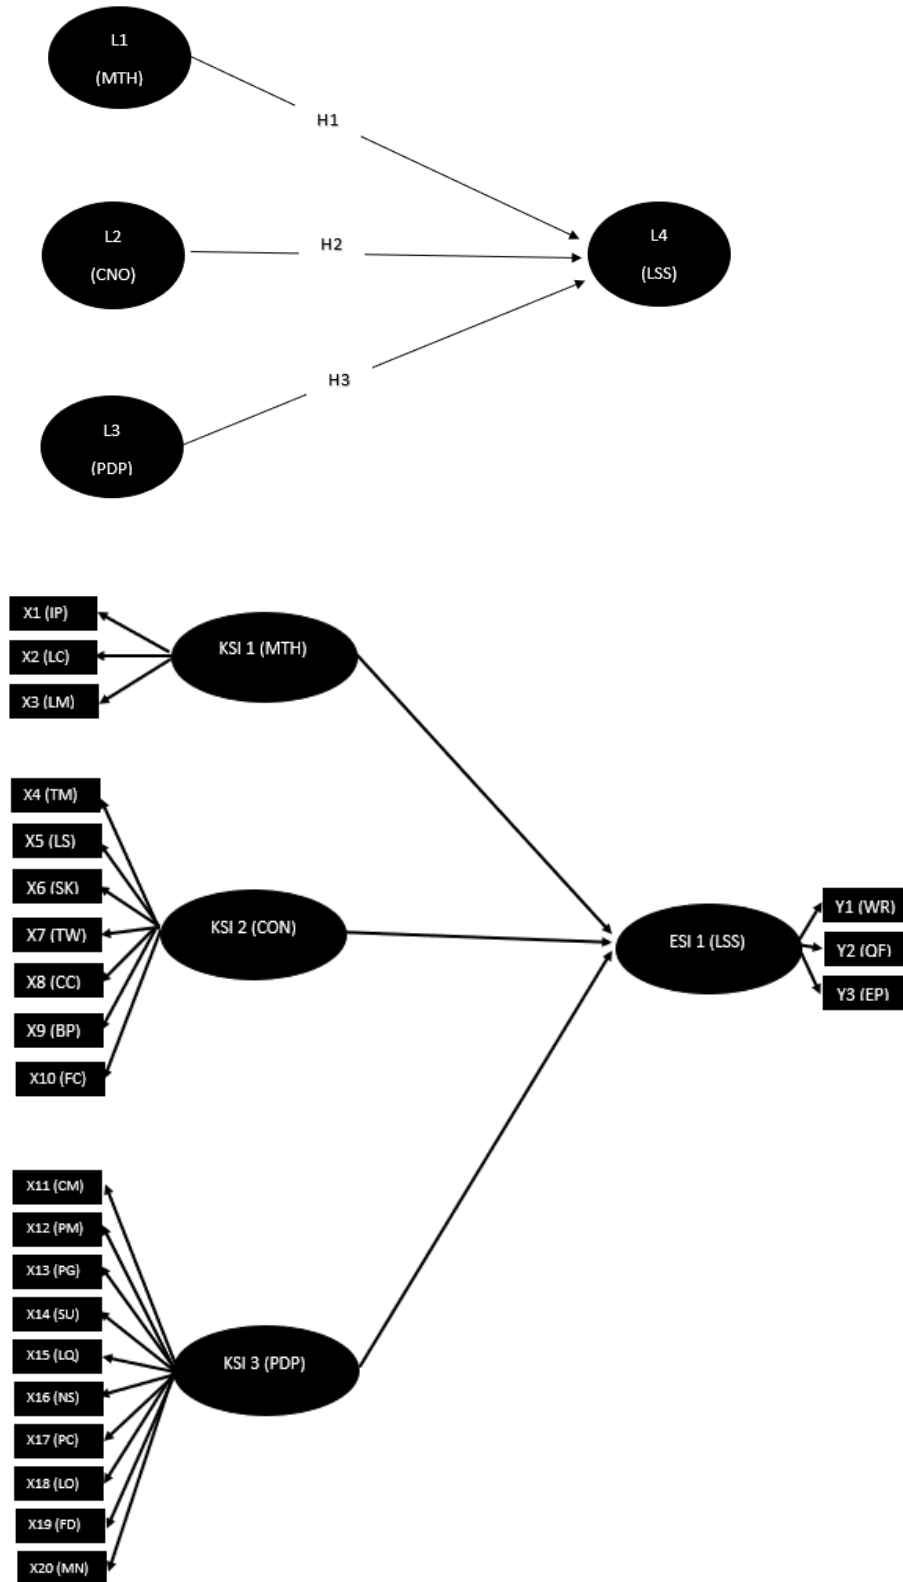 L1
(MTH)
H1
L2
(CNO)
H2
L4
(LSS)
H3
L3
(PDP)
X1 (IP)
X2 (LC)
X3 (LM)
KSI 1 (MTH)
X4 (TM)
X5 (LS)
X6 (SK)
X7 (TW)
X8 (CC)
X9 (BP)
X10 (FC)
KSI 2 (CON)
ESI 1 (LSS)
Y1 (WR)
Y2 (QF)
Y3 (EP)
X11 (CM)
X12 (PM)
X13 (PG)
X14 (SU)
X15 (LQ)
X16 (NS)
X17 (PC)
X18 (LO)
X19 (FD)
X20 (MN)
KSI 3 (PDP)